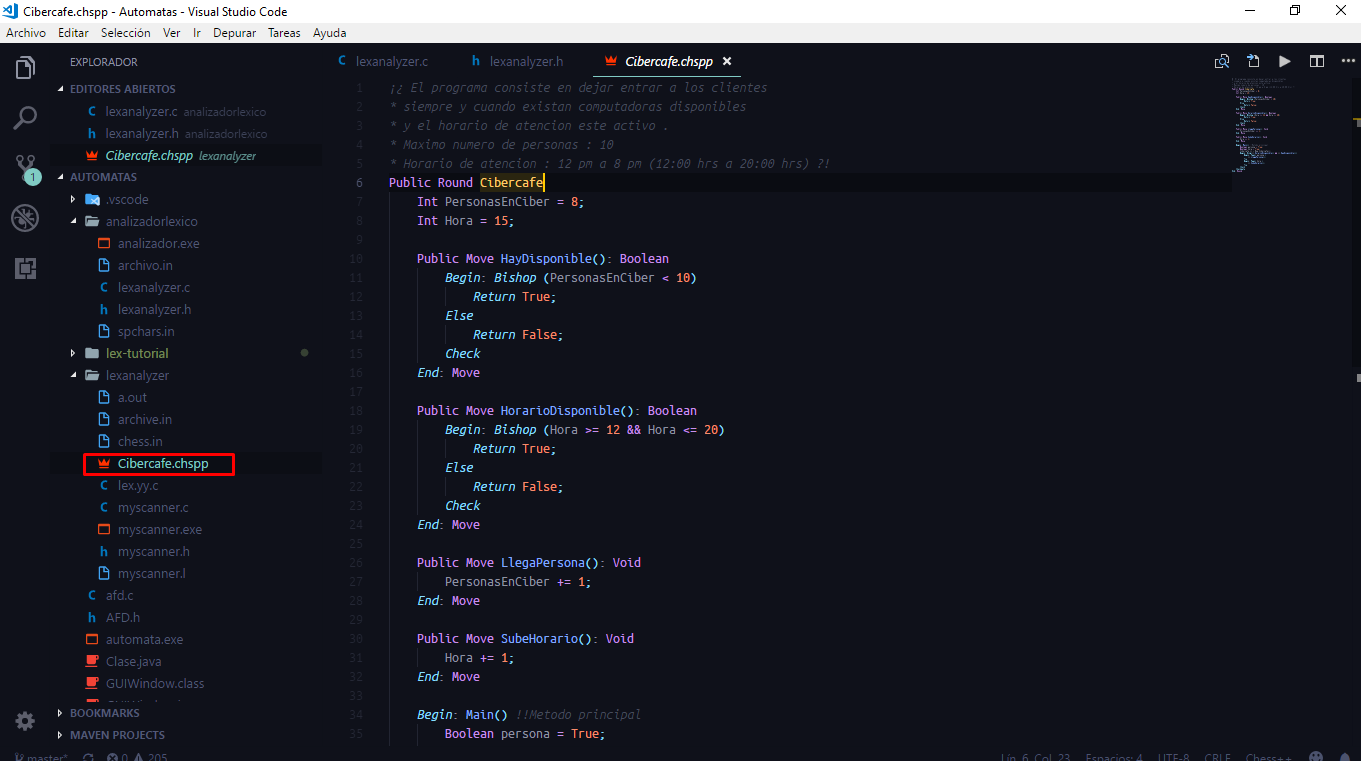 Cibercafe.chspp - Automatas - Visual Studio Code
Archivo Editar Selección Ver Ir Depurar Tareas Ayuda
EXPLORADOR
EDITORES ABIERTOS
C lexanalyzer.c analizadorlexico
h lexanalyzer.h analizadorlexico
Cibercafe.chspp lexanalyzer
1
AUTOMATAS
.vscode
analizadorlexico
analizador.exe
archivo.in
C lexanalyzer.c
h lexanalyzer.h
spchars.in
lex-tutorial
lexanalyzer
a.out
archive.in
chess.in
Cibercafe.chspp
C lex.yy.c
C myscanner.c
myscanner.exe
h myscanner.h
myscanner.l
C afd.c
h AFD.h
automata.exe
Clase.java
GUIWindow.class
BOOKMARKS
MAVEN PROJECTS
C lexanalyzer.c h lexanalyzer.h Cibercafe.chspp
1 ¡¿ El programa consiste en dejar entrar a los clientes
2 * siempre y cuando existan computadoras disponibles
3 * y el horario de atencion este activo .
4 * Maximo numero de personas : 10
5 * Horario de atencion : 12 pm a 8 pm (12:00 hrs a 20:00 hrs) ?!
6 Public Round Cibercafe
7 Int PersonasEnCiber = 8;
8 Int Hora = 15;
9
10 Public Move HayDisponible(): Boolean
11 Begin: Bishop (PersonasEnCiber < 10)
12 Return True;
13 Else
14 Return False;
15 Check
16 End: Move
17
18 Public Move HorarioDisponible(): Boolean
19 Begin: Bishop (Hora >= 12 && Hora <= 20)
20 Return True;
21 Else
22 Return False;
23 Check
24 End: Move
25
26 Public Move LlegaPersona(): Void
27 PersonasEnCiber += 1;
28 End: Move
29
30 Public Move SubeHorario(): Void
31 Hora += 1;
32 End: Move
33
34 Begin: Main() !!Metodo principal
35 Boolean persona = True;
master* 0 205 Lín. 6, Col. 23 Espacios: 4 UTF-8 CRLF Chess++